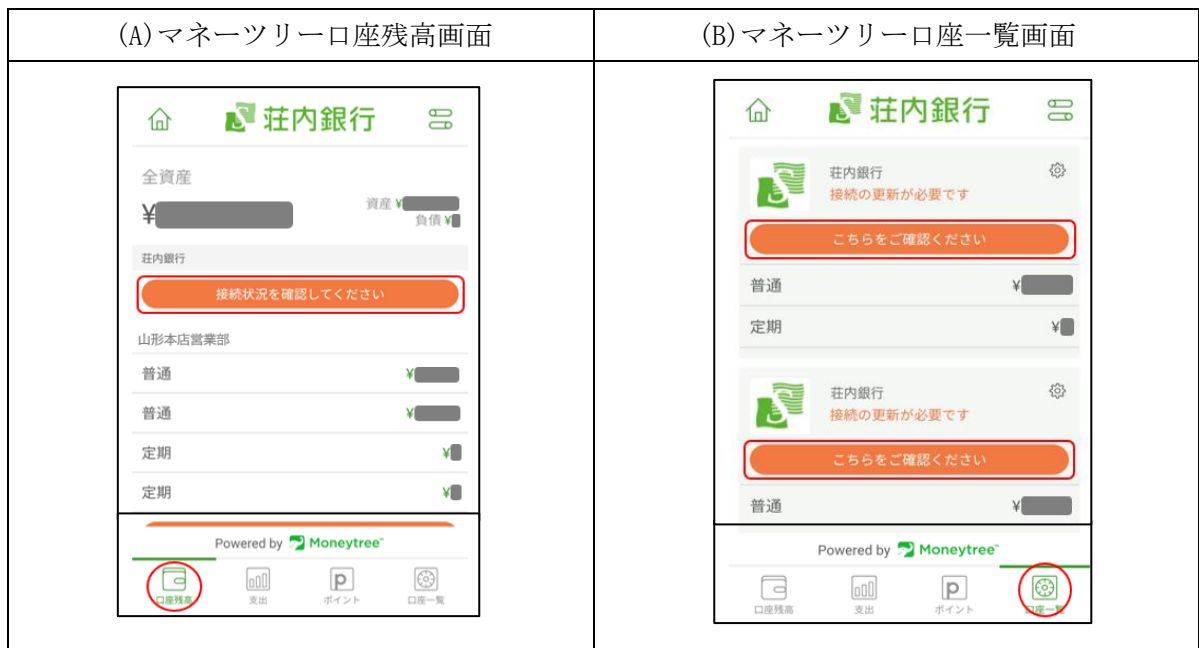 (A)マネーツリー口座残高画面
荘内銀行
全資産
¥
資産 ¥
負債 ¥
荘内銀行
接続状況を確認してください
山形本店営業部
普通 ¥
普通 ¥
定期 ¥
定期 ¥
Powered by Moneytree™
口座残高 支出 ポイント 口座一覧
(B)マネーツリー口座一覧画面
荘内銀行
荘内銀行
接続の更新が必要です
こちらをご確認ください
普通 ¥
定期 ¥
荘内銀行
接続の更新が必要です
こちらをご確認ください
普通 ¥
Powered by Moneytree™
口座残高 支出 ポイント 口座一覧